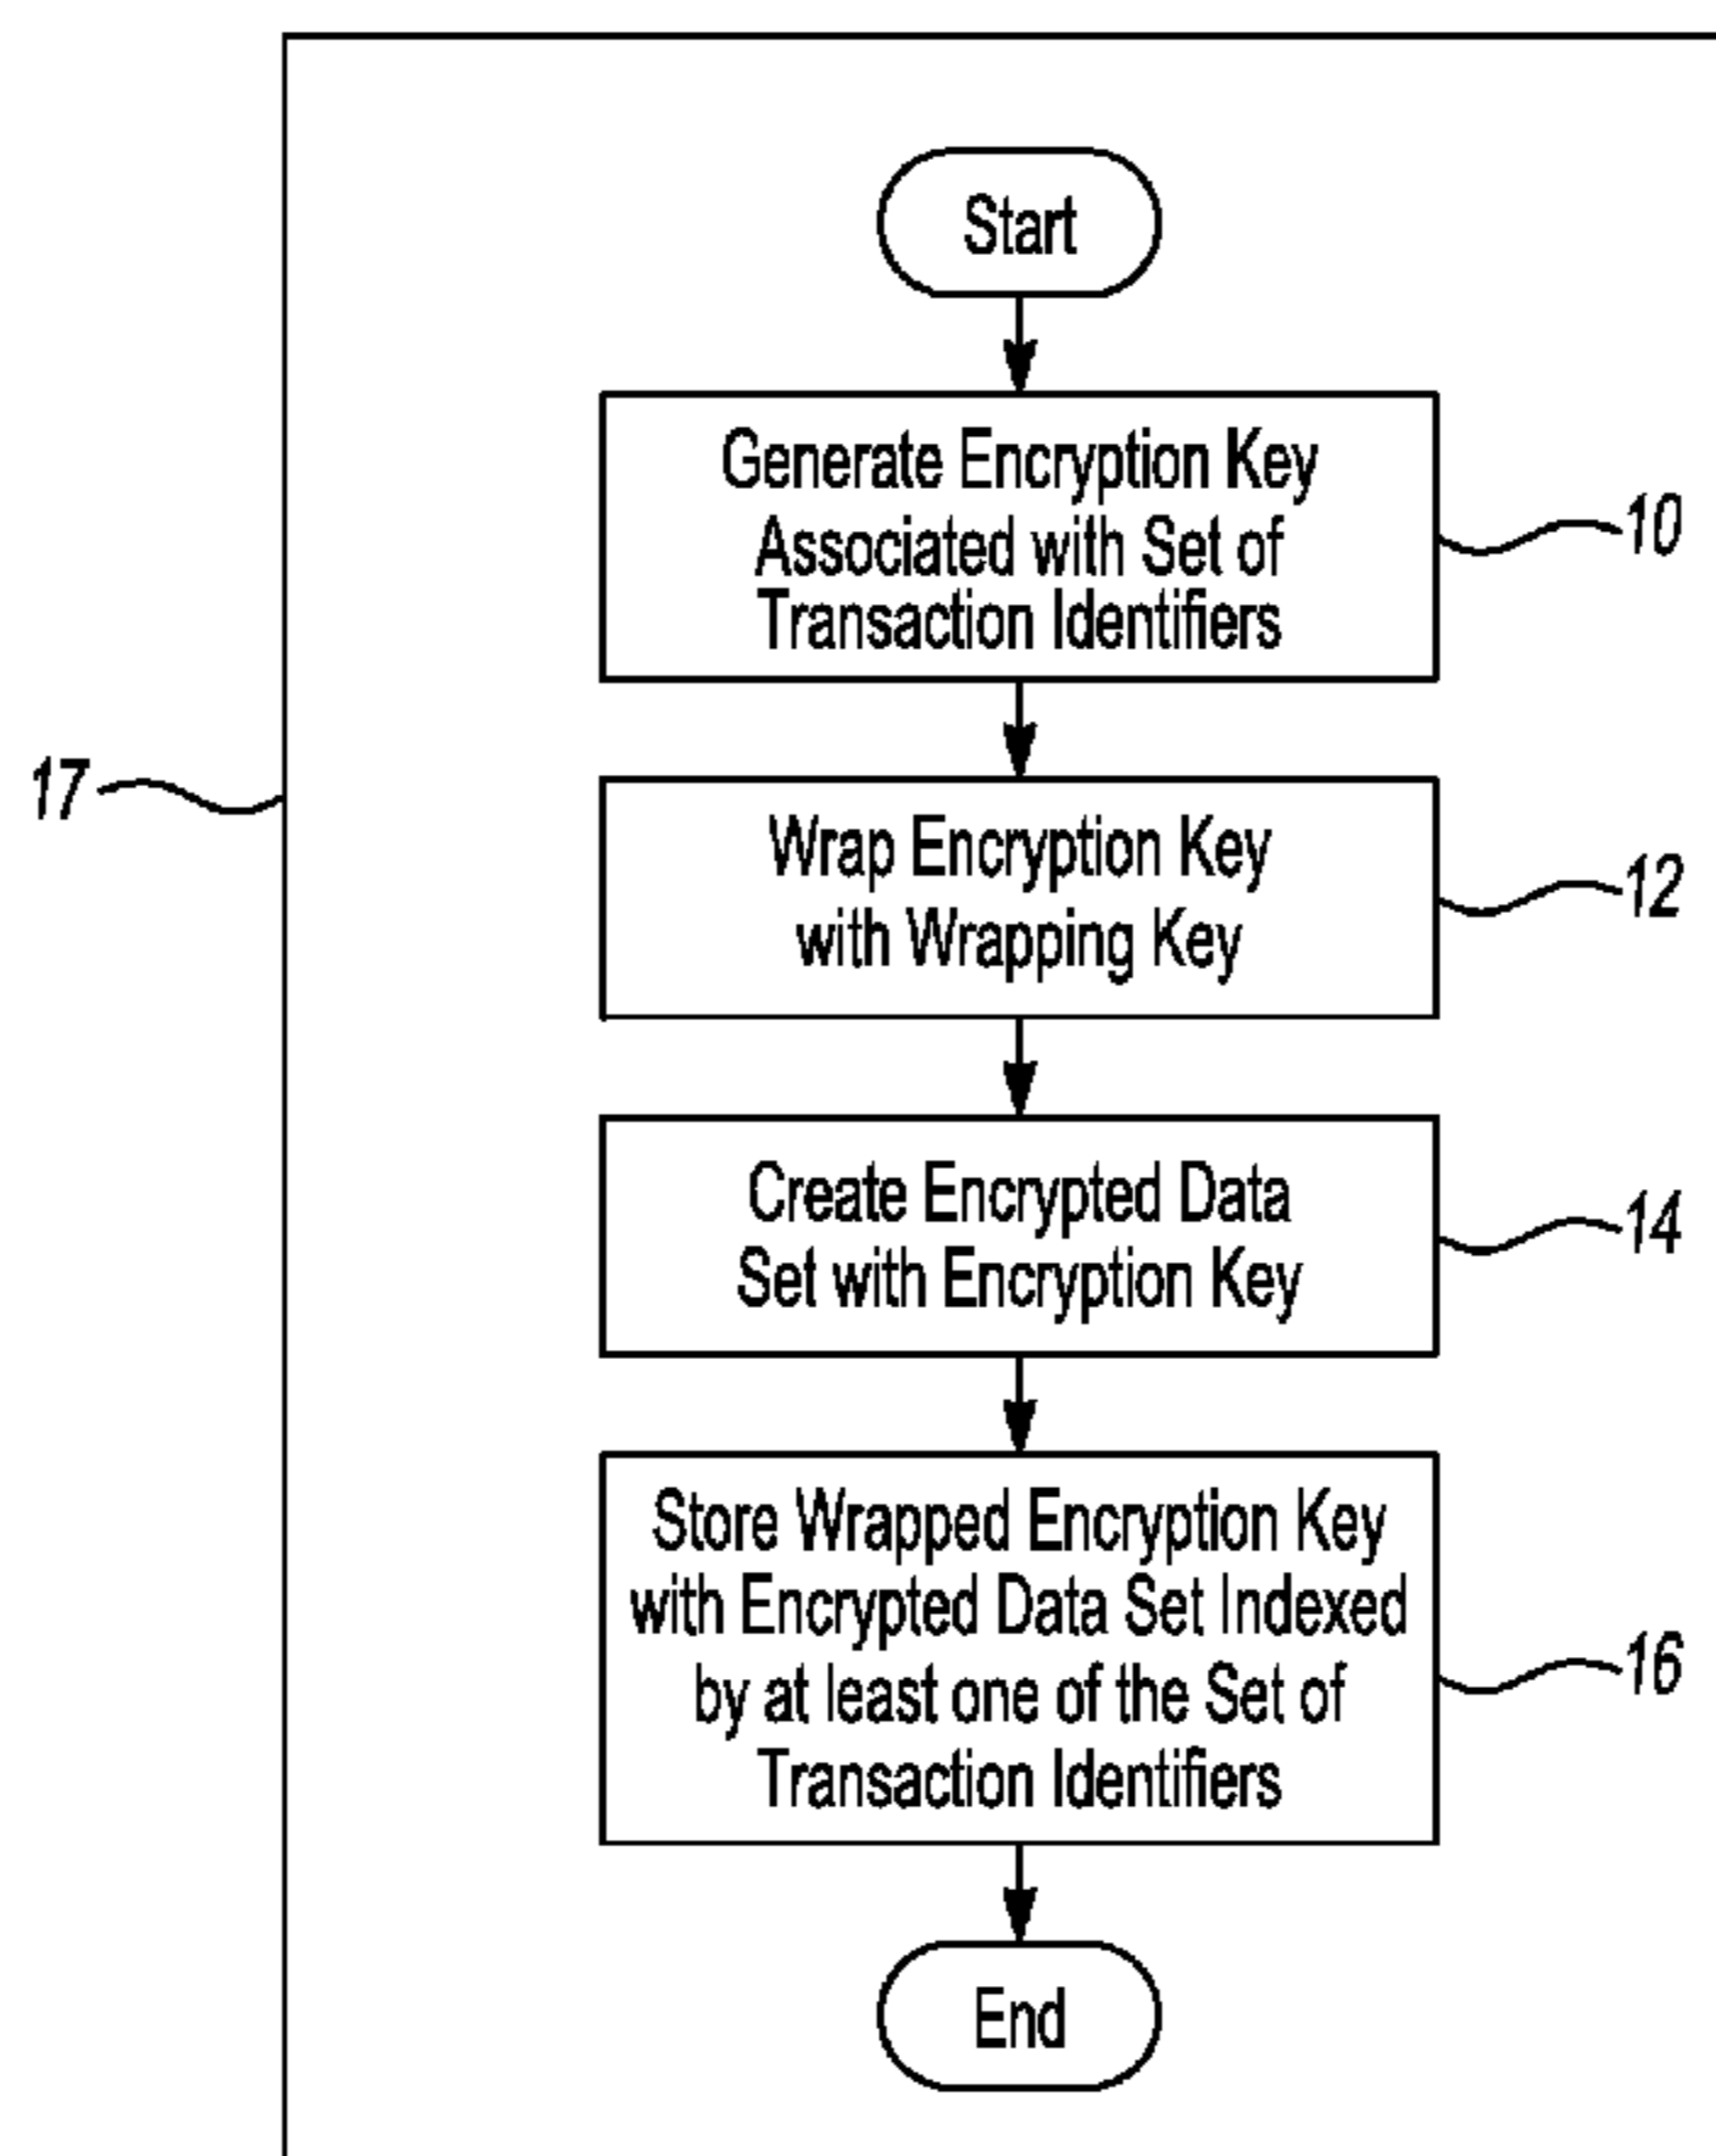 Start
Generate Encryption Key
Associated with Set of
Transaction Identifiers
10
17
Wrap Encryption Key
with Wrapping Key
12
Create Encrypted Data
Set with Encryption Key
14
Store Wrapped Encryption Key
with Encrypted Data Set Indexed
by at least one of the Set of
Transaction Identifiers
16
End